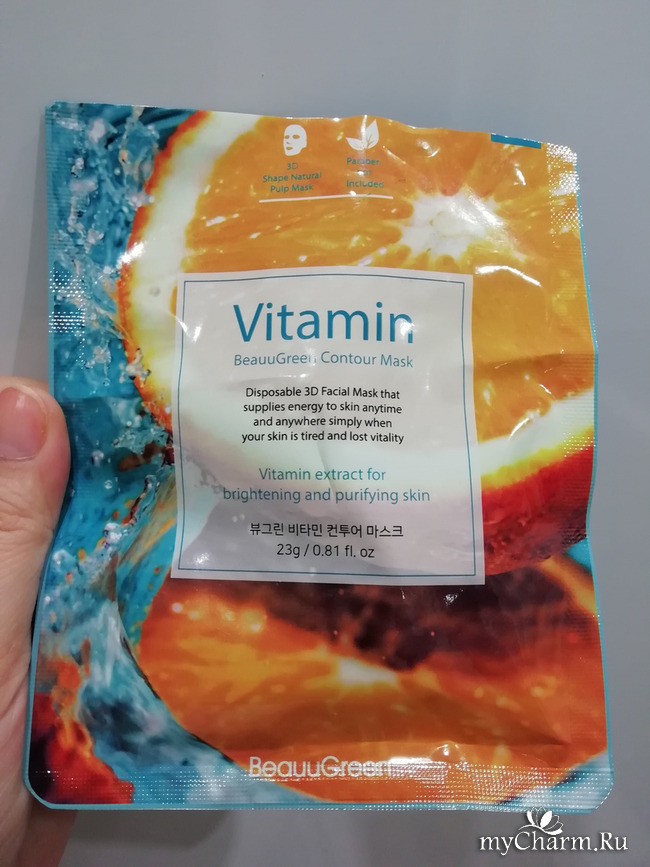 3D
Shape Natural
Pulp Mask
Paraben
Included
Vitamin
BeauuGreen Contour Mask
Disposable 3D Facial Mask that
supplies energy to skin anytime
and anywhere simply when
your skin is tired and lost vitality
Vitamin extract for
brightening and purifying skin
뷰그린 비타민 컨투어 마스크
23g / 0.81 fl. oz
BeauuGreen
myCharm.Ru